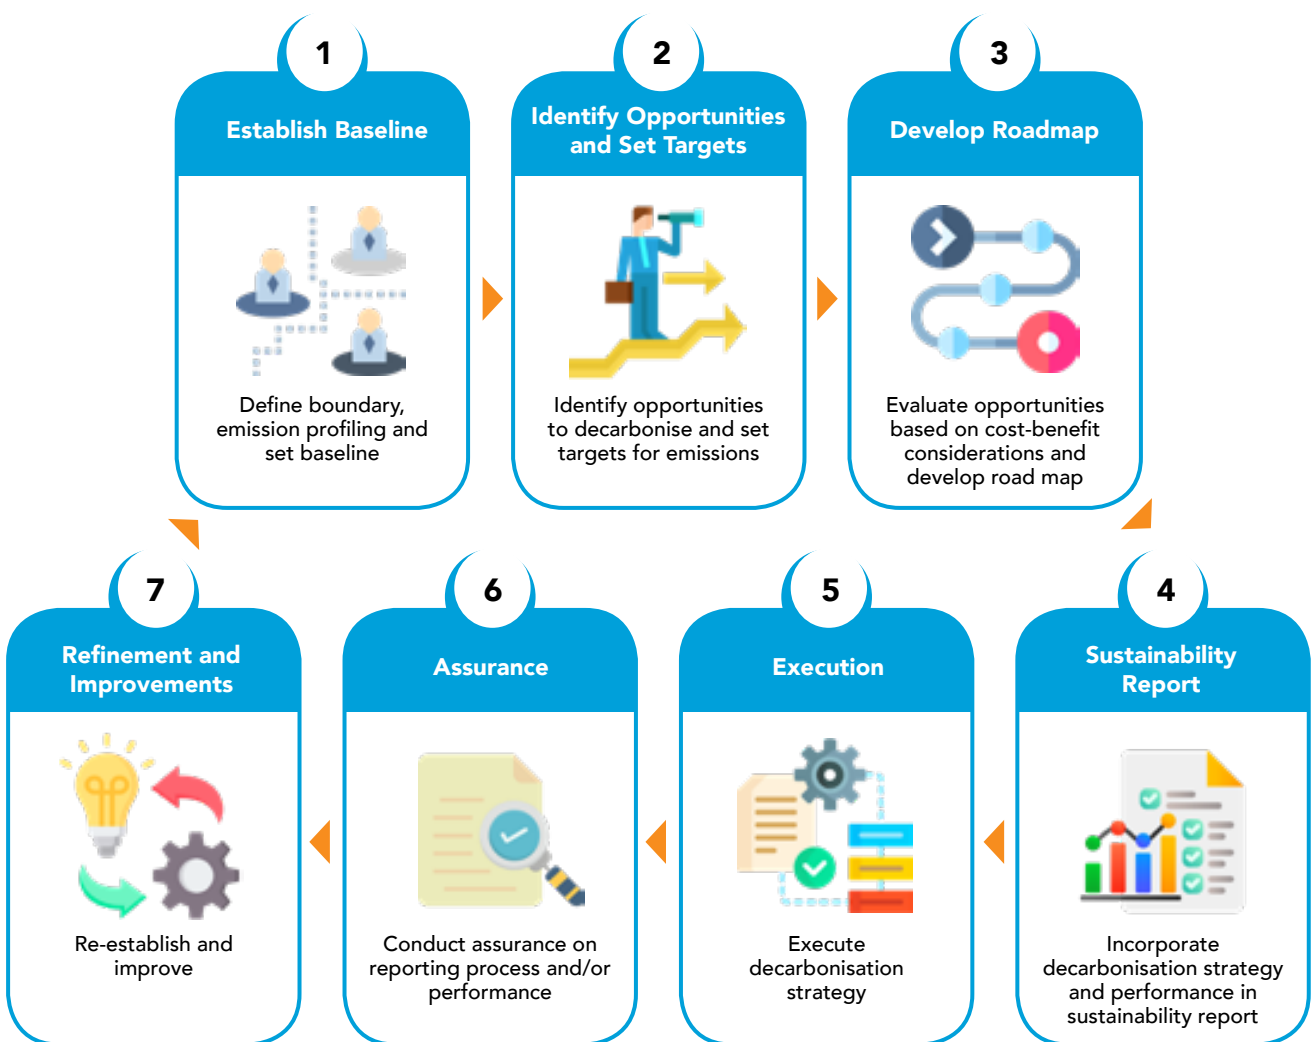 1
Establish Baseline
Define boundary,
emission profiling and
set baseline
2
Identify Opportunities
and Set Targets
Identify opportunities
to decarbonise and set
targets for emissions
3
Develop Roadmap
Evaluate opportunities
based on cost-benefit
considerations and
develop road map
4
Sustainability
Report
Incorporate
decarbonisation strategy
and performance in
sustainability report
5
Execution
Execute
decarbonisation
strategy
6
Assurance
Conduct assurance on
reporting process and/or
performance
7
Refinement and
Improvements
Re-establish and
improve